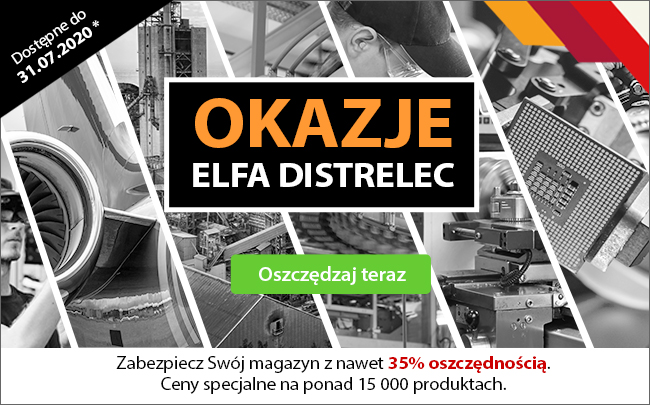 Dostępne do
31.07.2020 *
OKAZJE
ELFA DISTRELEC
Oszczędzaj teraz
Zabezpiecz Swój magazyn z nawet 35% oszczędnością.
Ceny specjalne na ponad 15 000 produktach.